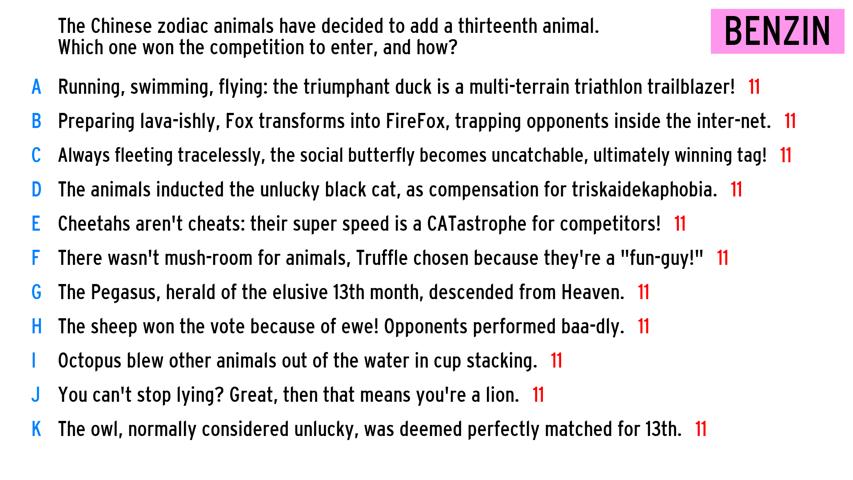 The Chinese zodiac animals have decided to add a thirteenth animal.
Which one won the competition to enter, and how?
BENZIN
A Running, swimming, flying: the triumphant duck is a multi-terrain triathlon trailblazer! 11
B Preparing lava-ishly, Fox transforms into FireFox, trapping opponents inside the inter-net. 11
C Always fleeting tracelessly, the social butterfly becomes uncatchable, ultimately winning tag! 11
D The animals inducted the unlucky black cat, as compensation for triskaidekaphobia. 11
E Cheetahs aren't cheats: their super speed is a CATastrophe for competitors! 11
F There wasn't mush-room for animals, Truffle chosen because they're a "fun-guy!" 11
G The Pegasus, herald of the elusive 13th month, descended from Heaven. 11
H The sheep won the vote because of ewe! Opponents performed baa-dly. 11
I Octopus blew other animals out of the water in cup stacking. 11
J You can't stop lying? Great, then that means you're a lion. 11
K The owl, normally considered unlucky, was deemed perfectly matched for 13th. 11